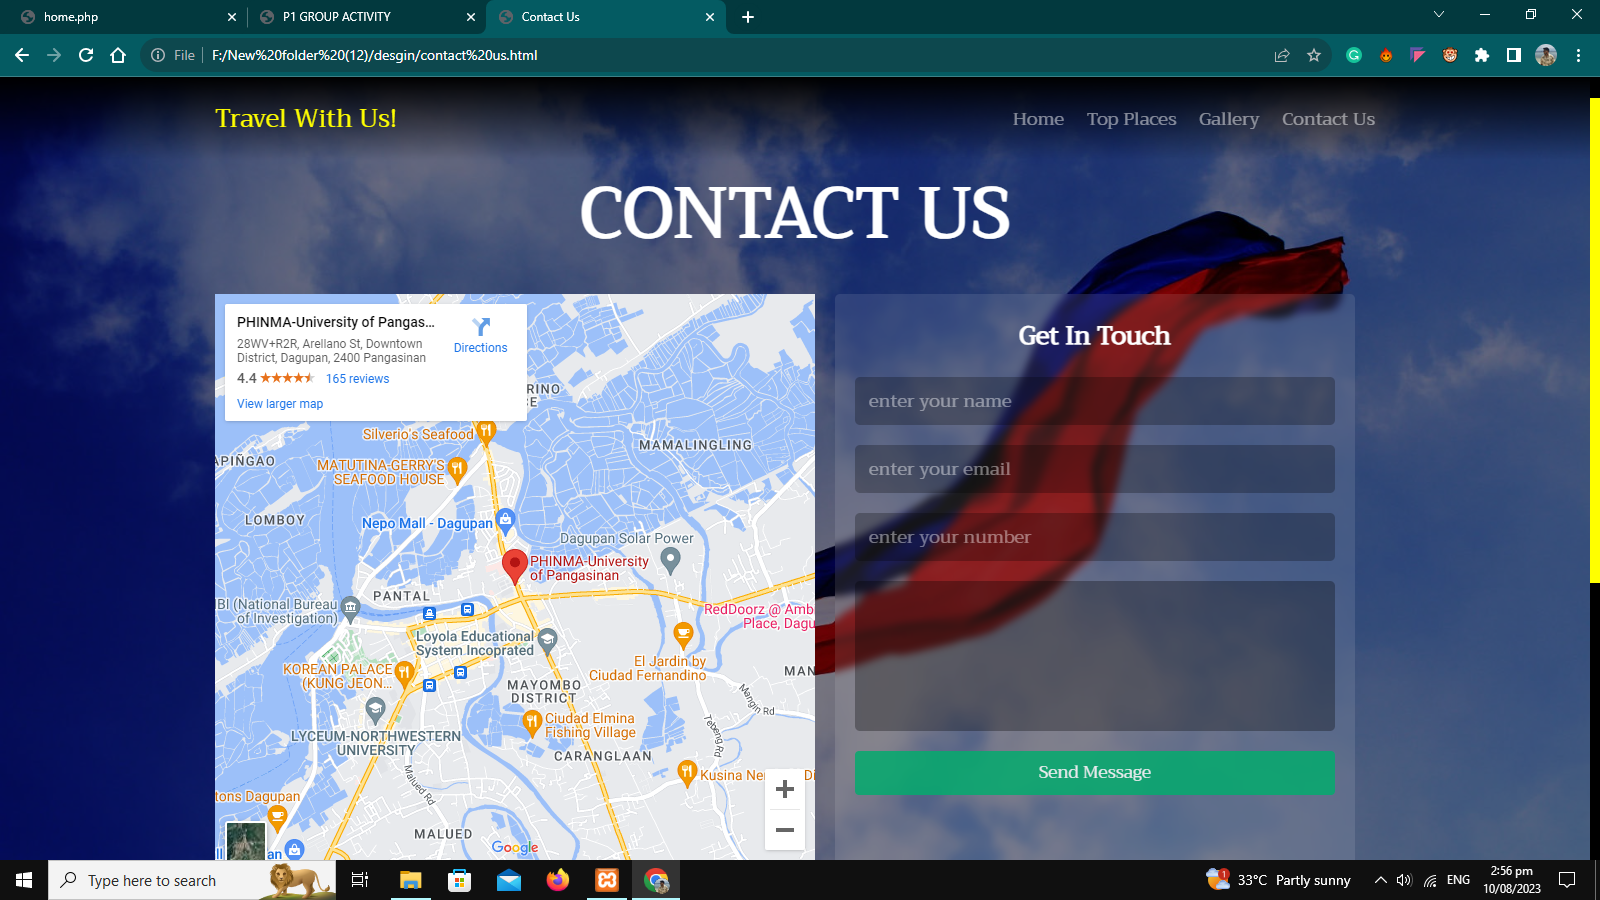 home.php
P1 GROUP ACTIVITY
Contact Us
File
F:/New%20folder%20(12)/desgin/contact%20us.html
Travel With Us!
Home
Top Places
Gallery
Contact Us
CONTACT US
PHINMA-University of Pangas...
28WV+R2R, Arellano St, Downtown
District, Dagupan, 2400 Pangasinan
4.4
165 reviews
View larger map
Directions
Silverio's Seafood
MATUTINA-GERRY'S
SEAFOOD HOUSE
MAMALINGLING
LOMBOY
Nepo Mall - Dagupan
Dagupan Solar Power
PHINMA-University
of Pangasinan
PANTAL
NBI (National Bureau
of Investigation)
RedDoorz @ Amb
Place, Dagu
Loyola Educational
System Incoprated
El Jardin by
Ciudad Fernandino
KOREAN PALACE
(KUNG JEON...
MAYOMBO
DISTRICT
MAN
Mangin Rd
Tebeng Rd
Ciudad Elmina
Fishing Village
LYCEUM-NORTHWESTERN
UNIVERSITY
CARANGLAAN
Malued Rd
Kusina Ne
Di
tons Dagupan
MALUED
an
Google
Get In Touch
enter your name
enter your email
enter your number
Send Message
Type here to search
1
33°C Partly sunny
ENG
2:56 pm
10/08/2023